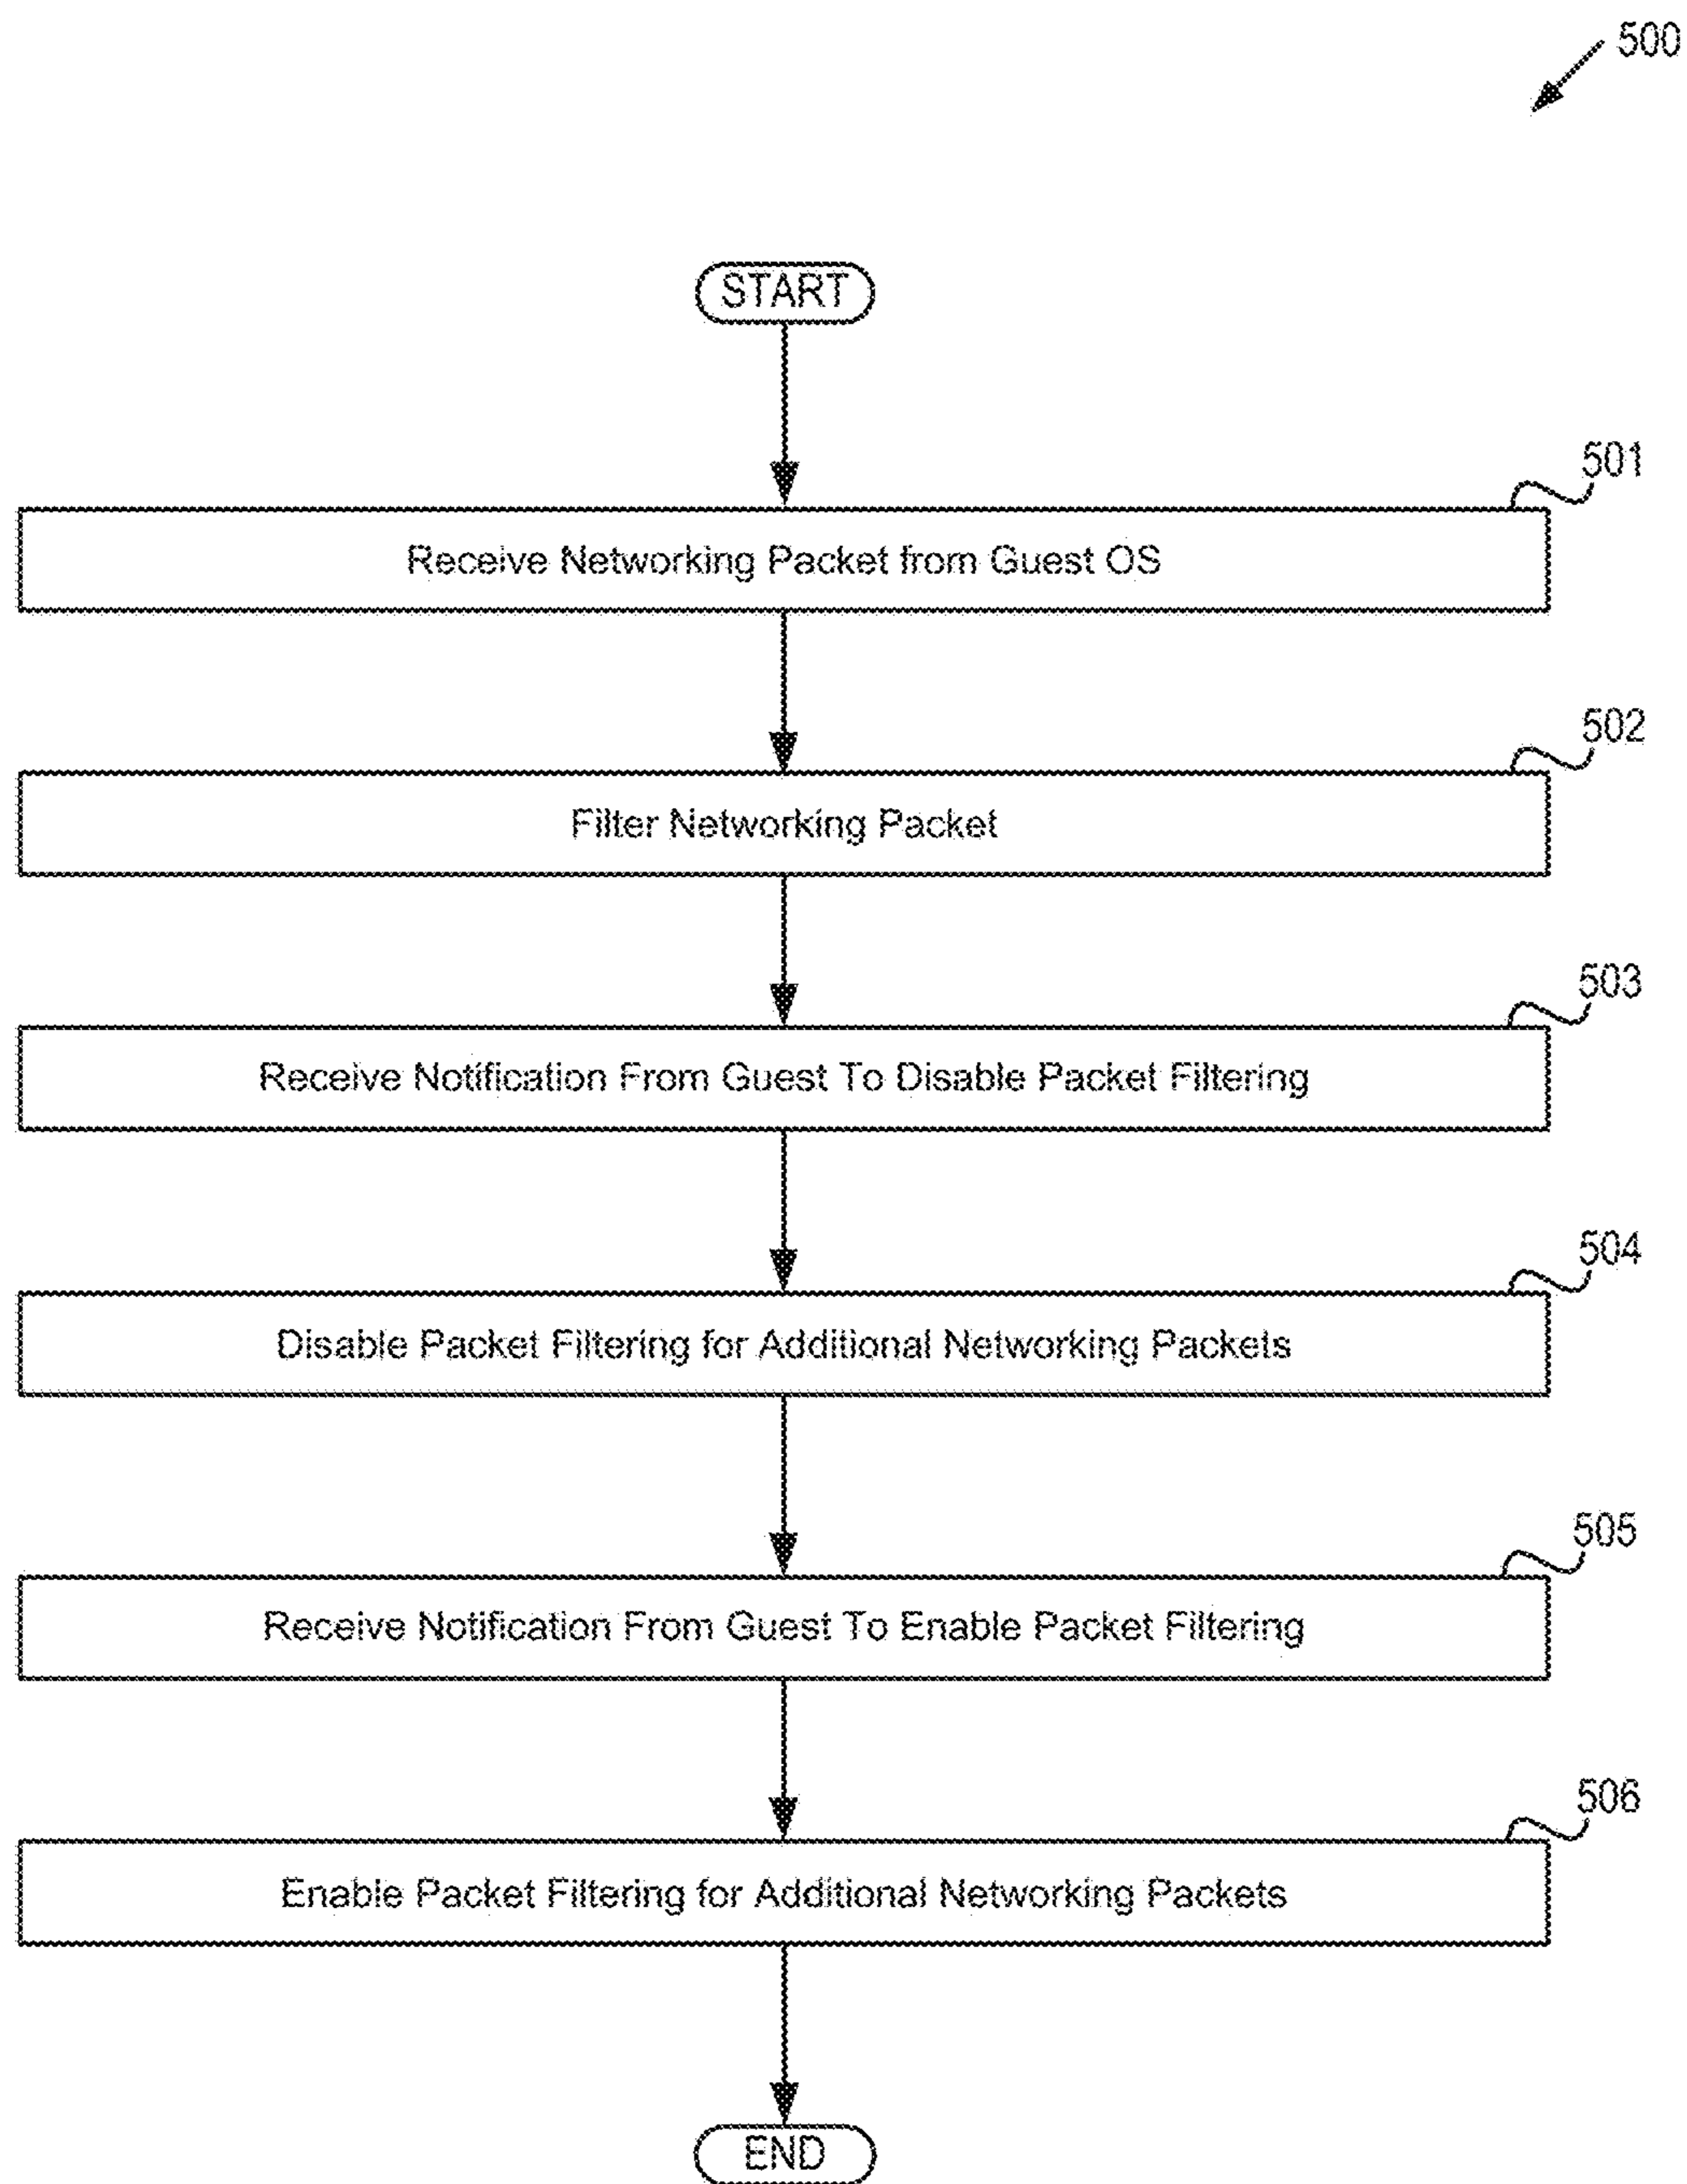 500
START
501
Receive Networking Packet from Guest OS
502
Filter Networking Packet
503
Receive Notification From Guest To Disable Packet Filtering
504
Disable Packet Filtering for Additional Networking Packets
505
Receive Notification From Guest To Enable Packet Filtering
506
Enable Packet Filtering for Additional Networking Packets
END